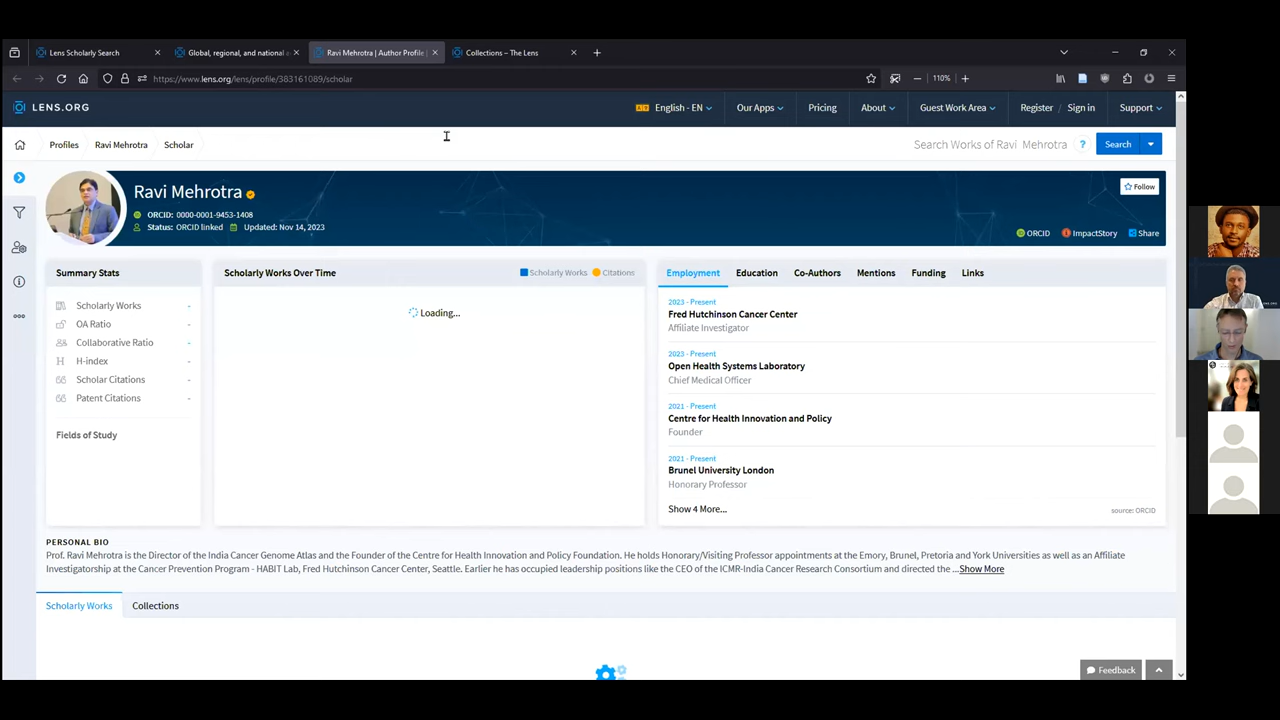 Lens Scholarly Search
Global, regional, and national
Ravi Mehrotra | Author Profile |
Collections – The Lens
https://www.lens.org/lens/profile/383161089/scholar
110%
LENS.ORG
English - EN
Our Apps
Pricing
About
Guest Work Area
Register / Sign in
Support
Profiles
Ravi Mehrotra
Scholar
Search Works of Ravi Mehrotra
?
Search
Ravi Mehrotra
ORCID: 0000-0001-9453-1408
Status: ORCID linked
Updated: Nov 14, 2023
Follow
ORCID
ImpactStory
Share
Summary Stats
Scholarly Works -
OA Ratio -
Collaborative Ratio -
H-index -
Scholar Citations -
Patent Citations -
Fields of Study
Scholarly Works Over Time
Scholarly Works
Citations
Loading...
Employment
Education
Co-Authors
Mentions
Funding
Links
2023 - Present
Fred Hutchinson Cancer Center
Affiliate Investigator
2023 - Present
Open Health Systems Laboratory
Chief Medical Officer
2021 - Present
Centre for Health Innovation and Policy
Founder
2021 - Present
Brunel University London
Honorary Professor
Show 4 More...
source: ORCID
PERSONAL BIO
Prof. Ravi Mehrotra is the Director of the India Cancer Genome Atlas and the Founder of the Centre for Health Innovation and Policy Foundation. He holds Honorary/Visiting Professor appointments at the Emory, Brunel, Pretoria and York Universities as well as an Affiliate
Investigatorship at the Cancer Prevention Program - HABIT Lab, Fred Hutchinson Cancer Center, Seattle. Earlier he has occupied leadership positions like the CEO of the ICMR-India Cancer Research Consortium and directed the ...Show More
Scholarly Works
Collections
Feedback